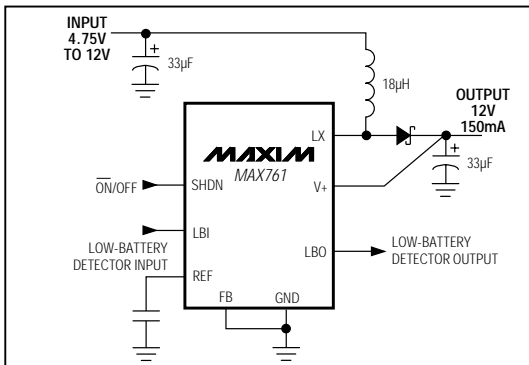 INPUT
4.75V
TO 12V
+
33µF
18µH
OUTPUT
12V
150mA
LX
MAXIM
MAX761
+
33µF
V+
ON/OFF
SHDN
LBI
LOW-BATTERY
DETECTOR INPUT
LBO
LOW-BATTERY
DETECTOR OUTPUT
REF
FB
GND